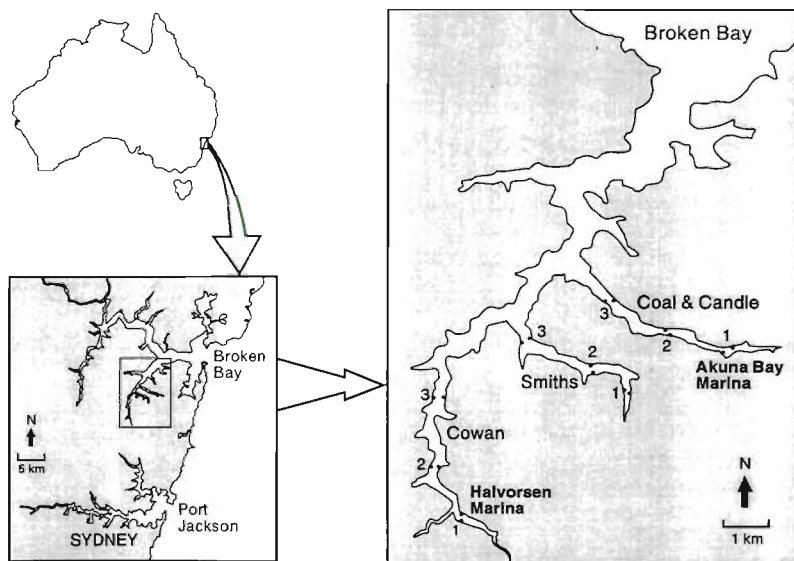 Broken
Bay
N
5 km
Port
Jackson
SYDNEY
Broken Bay
Coal & Candle
3
2
1
Akuna Bay
Marina
3
2
Smiths
1
3
Cowan
2
Halvorsen
Marina
1
N
1 km